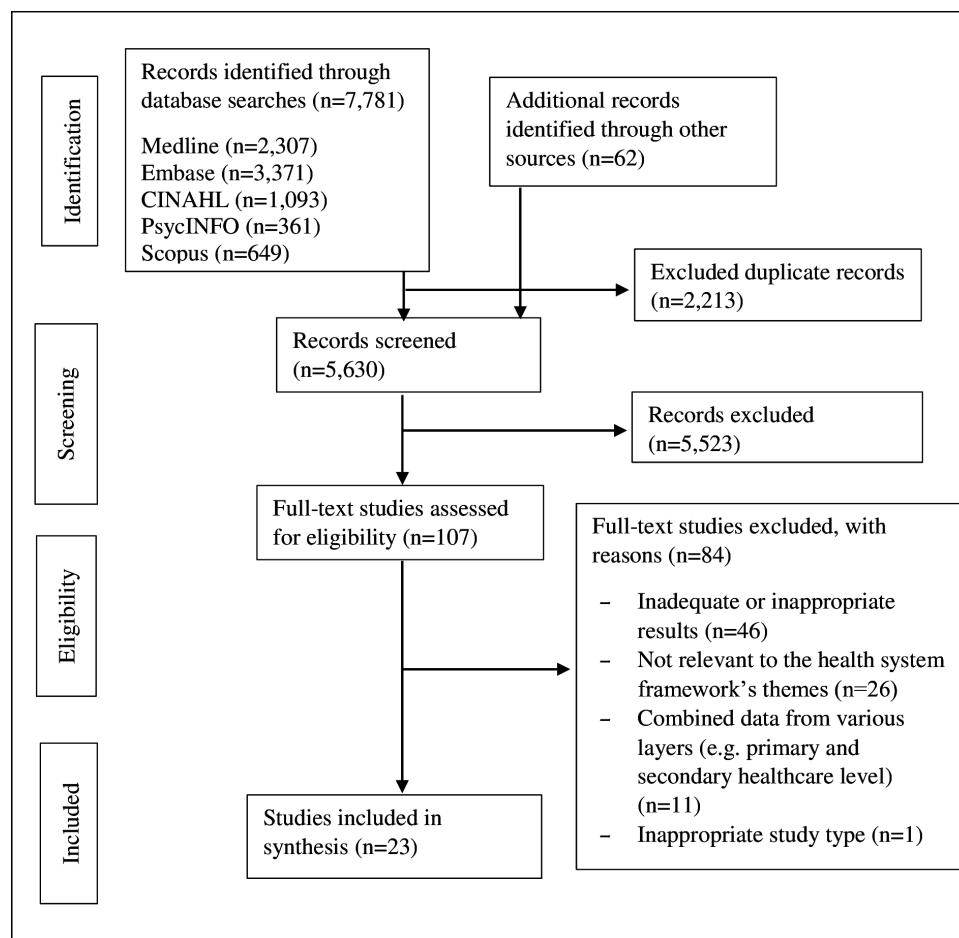 Identification
Records identified through
database searches (n=7,781)
Medline (n=2,307)
Embase (n=3,371)
CINAHL (n=1,093)
PsycINFO (n=361)
Scopus (n=649)
Additional records
identified through other
sources (n=62)
Excluded duplicate records
(n=2,213)
Screening
Records screened
(n=5,630)
Records excluded
(n=5,523)
Eligibility
Full-text studies assessed
for eligibility (n=107)
Full-text studies excluded, with
reasons (n=84)
– Inadequate or inappropriate
results (n=46)
– Not relevant to the health system
framework’s themes (n=26)
– Combined data from various
layers (e.g. primary and
secondary healthcare level)
(n=11)
– Inappropriate study type (n=1)
Included
Studies included in
synthesis (n=23)